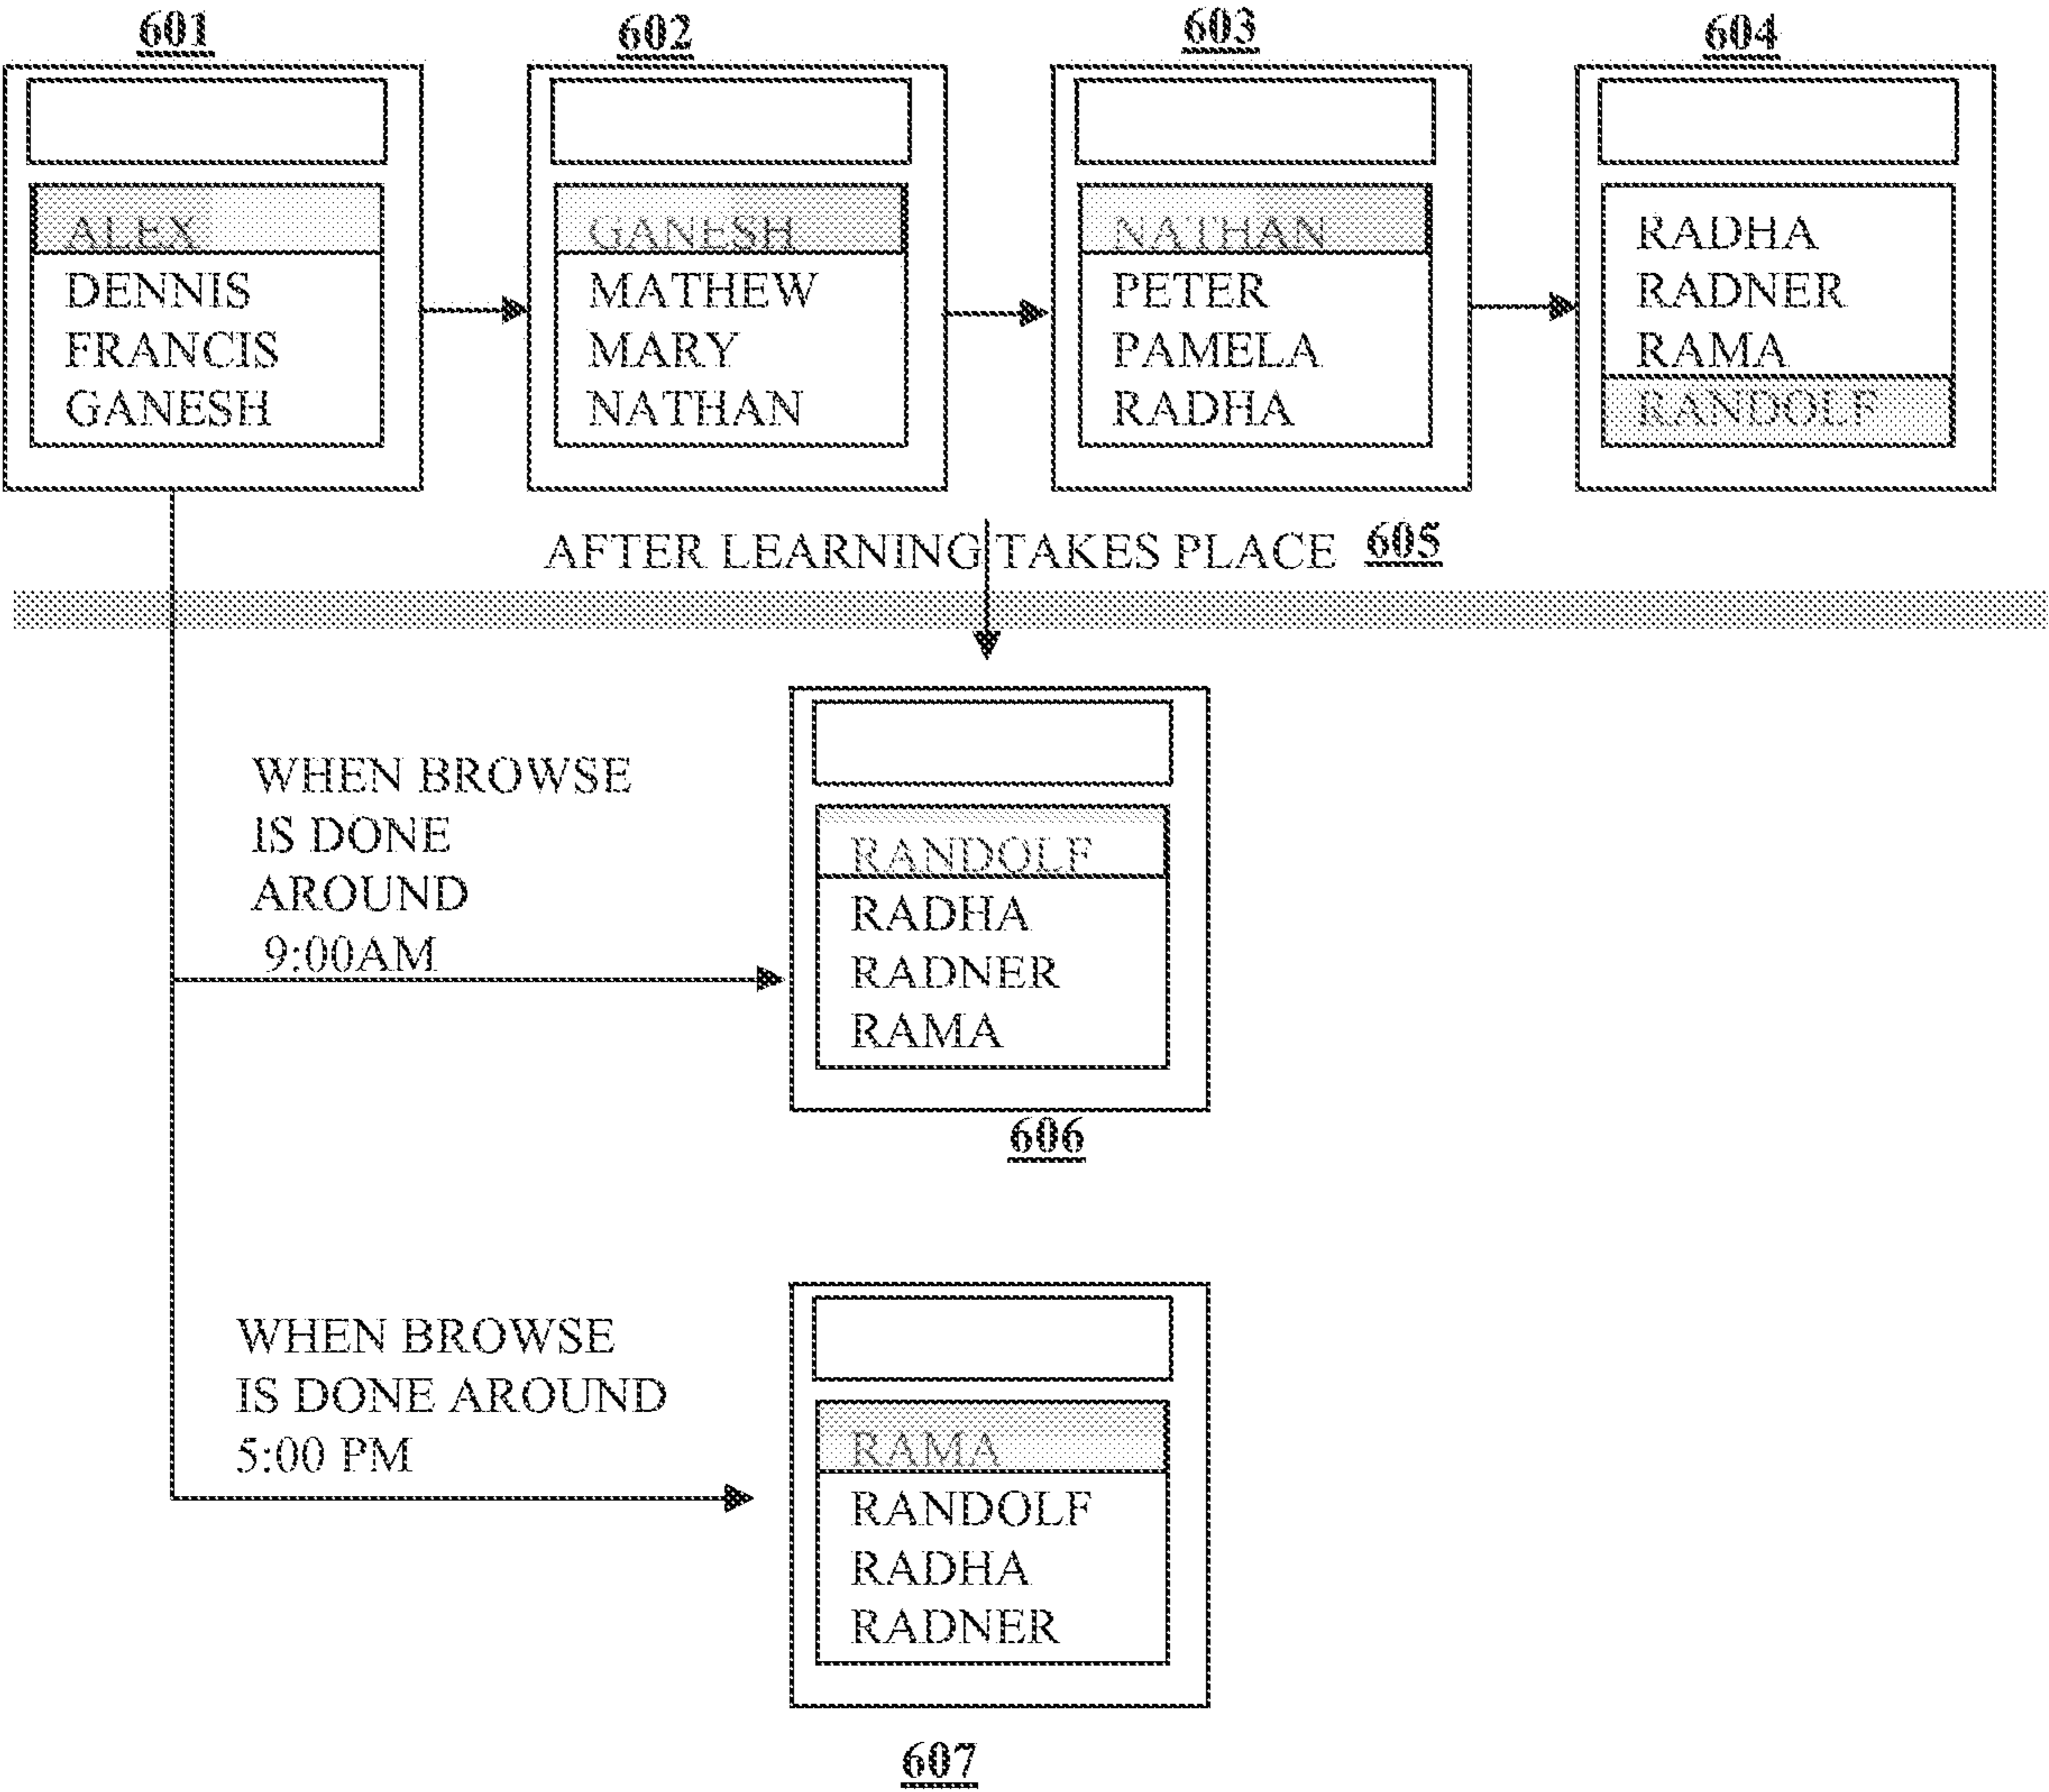 601
ALEX
DENNIS
FRANCIS
GANESH
602
GANESH
MATHEW
MARY
NATHAN
603
NATHAN
PETER
PAMELA
RADHA
604
RADHA
RADNER
RAMA
RANDOLF
AFTER LEARNING TAKES PLACE 605
WHEN BROWSE
IS DONE
AROUND
9:00AM
RANDOLF
RADHA
RADNER
RAMA
606
WHEN BROWSE
IS DONE AROUND
5:00 PM
RAMA
RANDOLF
RADHA
RADNER
607